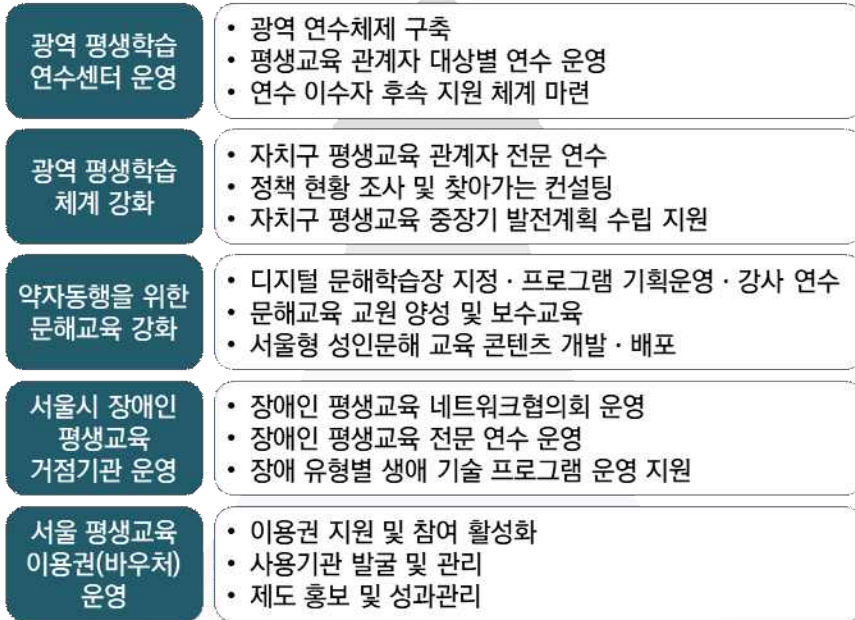 광역 평생학습
연수센터 운영
• 광역 연수체제 구축
• 평생교육 관계자 대상별 연수 운영
• 연수 이수자 후속 지원 체계 마련
광역 평생학습
체계 강화
• 자치구 평생교육 관계자 전문 연수
• 정책 현황 조사 및 찾아가는 컨설팅
• 자치구 평생교육 중장기 발전계획 수립 지원
약자동행을 위한
문해교육 강화
• 디지털 문해학습장 지정 · 프로그램 기획운영 · 강사 연수
• 문해교육 교원 양성 및 보수교육
• 서울형 성인문해 교육 콘텐츠 개발 · 배포
서울시 장애인
평생교육
거점기관 운영
• 장애인 평생교육 네트워크협의회 운영
• 장애인 평생교육 전문 연수 운영
• 장애 유형별 생애 기술 프로그램 운영 지원
서울 평생교육
이용권(바우처)
운영
• 이용권 지원 및 참여 활성화
• 사용기관 발굴 및 관리
• 제도 홍보 및 성과관리